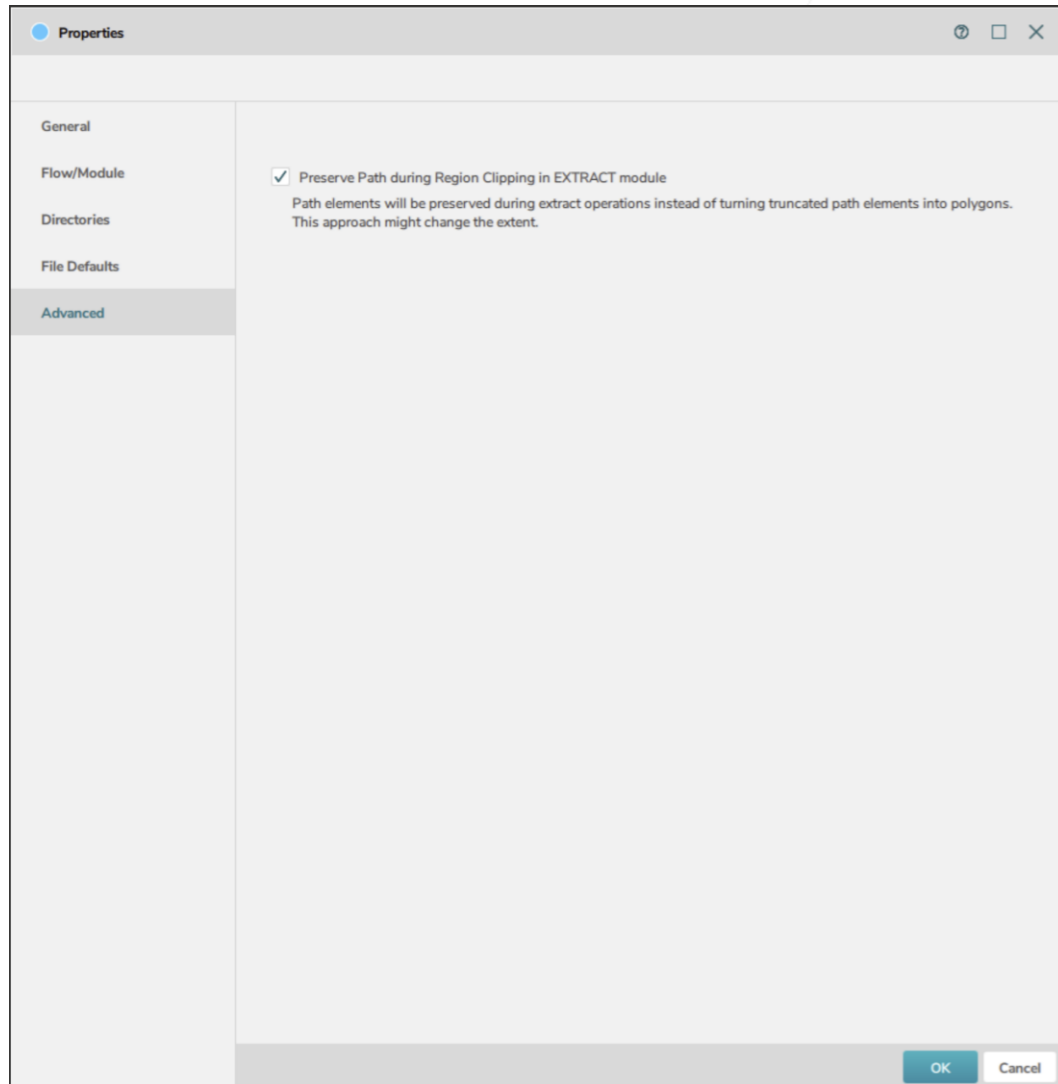 Properties
General
Flow/Module
Directories
File Defaults
Advanced
Preserve Path during Region Clipping in EXTRACT module
Path elements will be preserved during extract operations instead of turning truncated path elements into polygons.
This approach might change the extent.
OK
Cancel